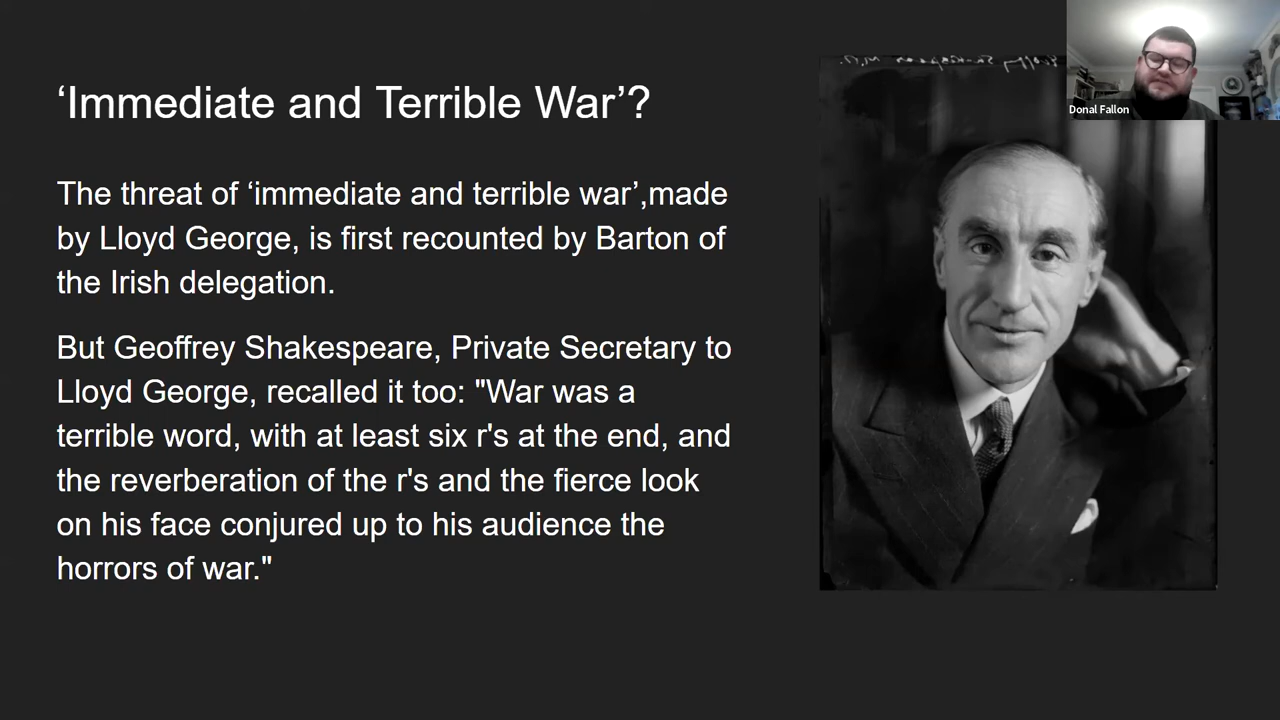 ‘Immediate and Terrible War’?
The threat of ‘immediate and terrible war’,made
by Lloyd George, is first recounted by Barton of
the Irish delegation.
But Geoffrey Shakespeare, Private Secretary to
Lloyd George, recalled it too: "War was a
terrible word, with at least six r's at the end, and
the reverberation of the r's and the fierce look
on his face conjured up to his audience the
horrors of war."
Donal Fallon